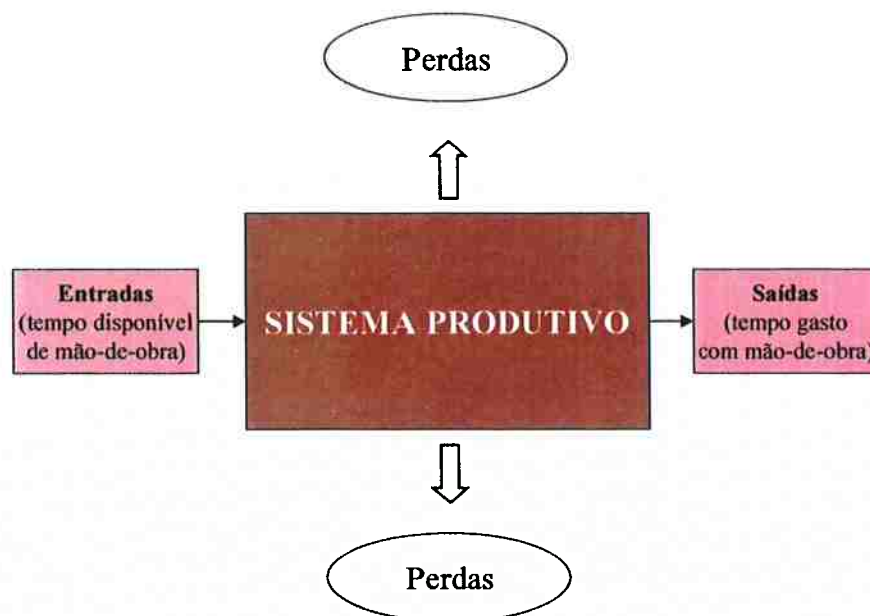 Perdas
Entradas
(tempo disponível
de mão-de-obra)
SISTEMA PRODUTIVO
Saídas
(tempo gasto
com mão-de-obra)
Perdas